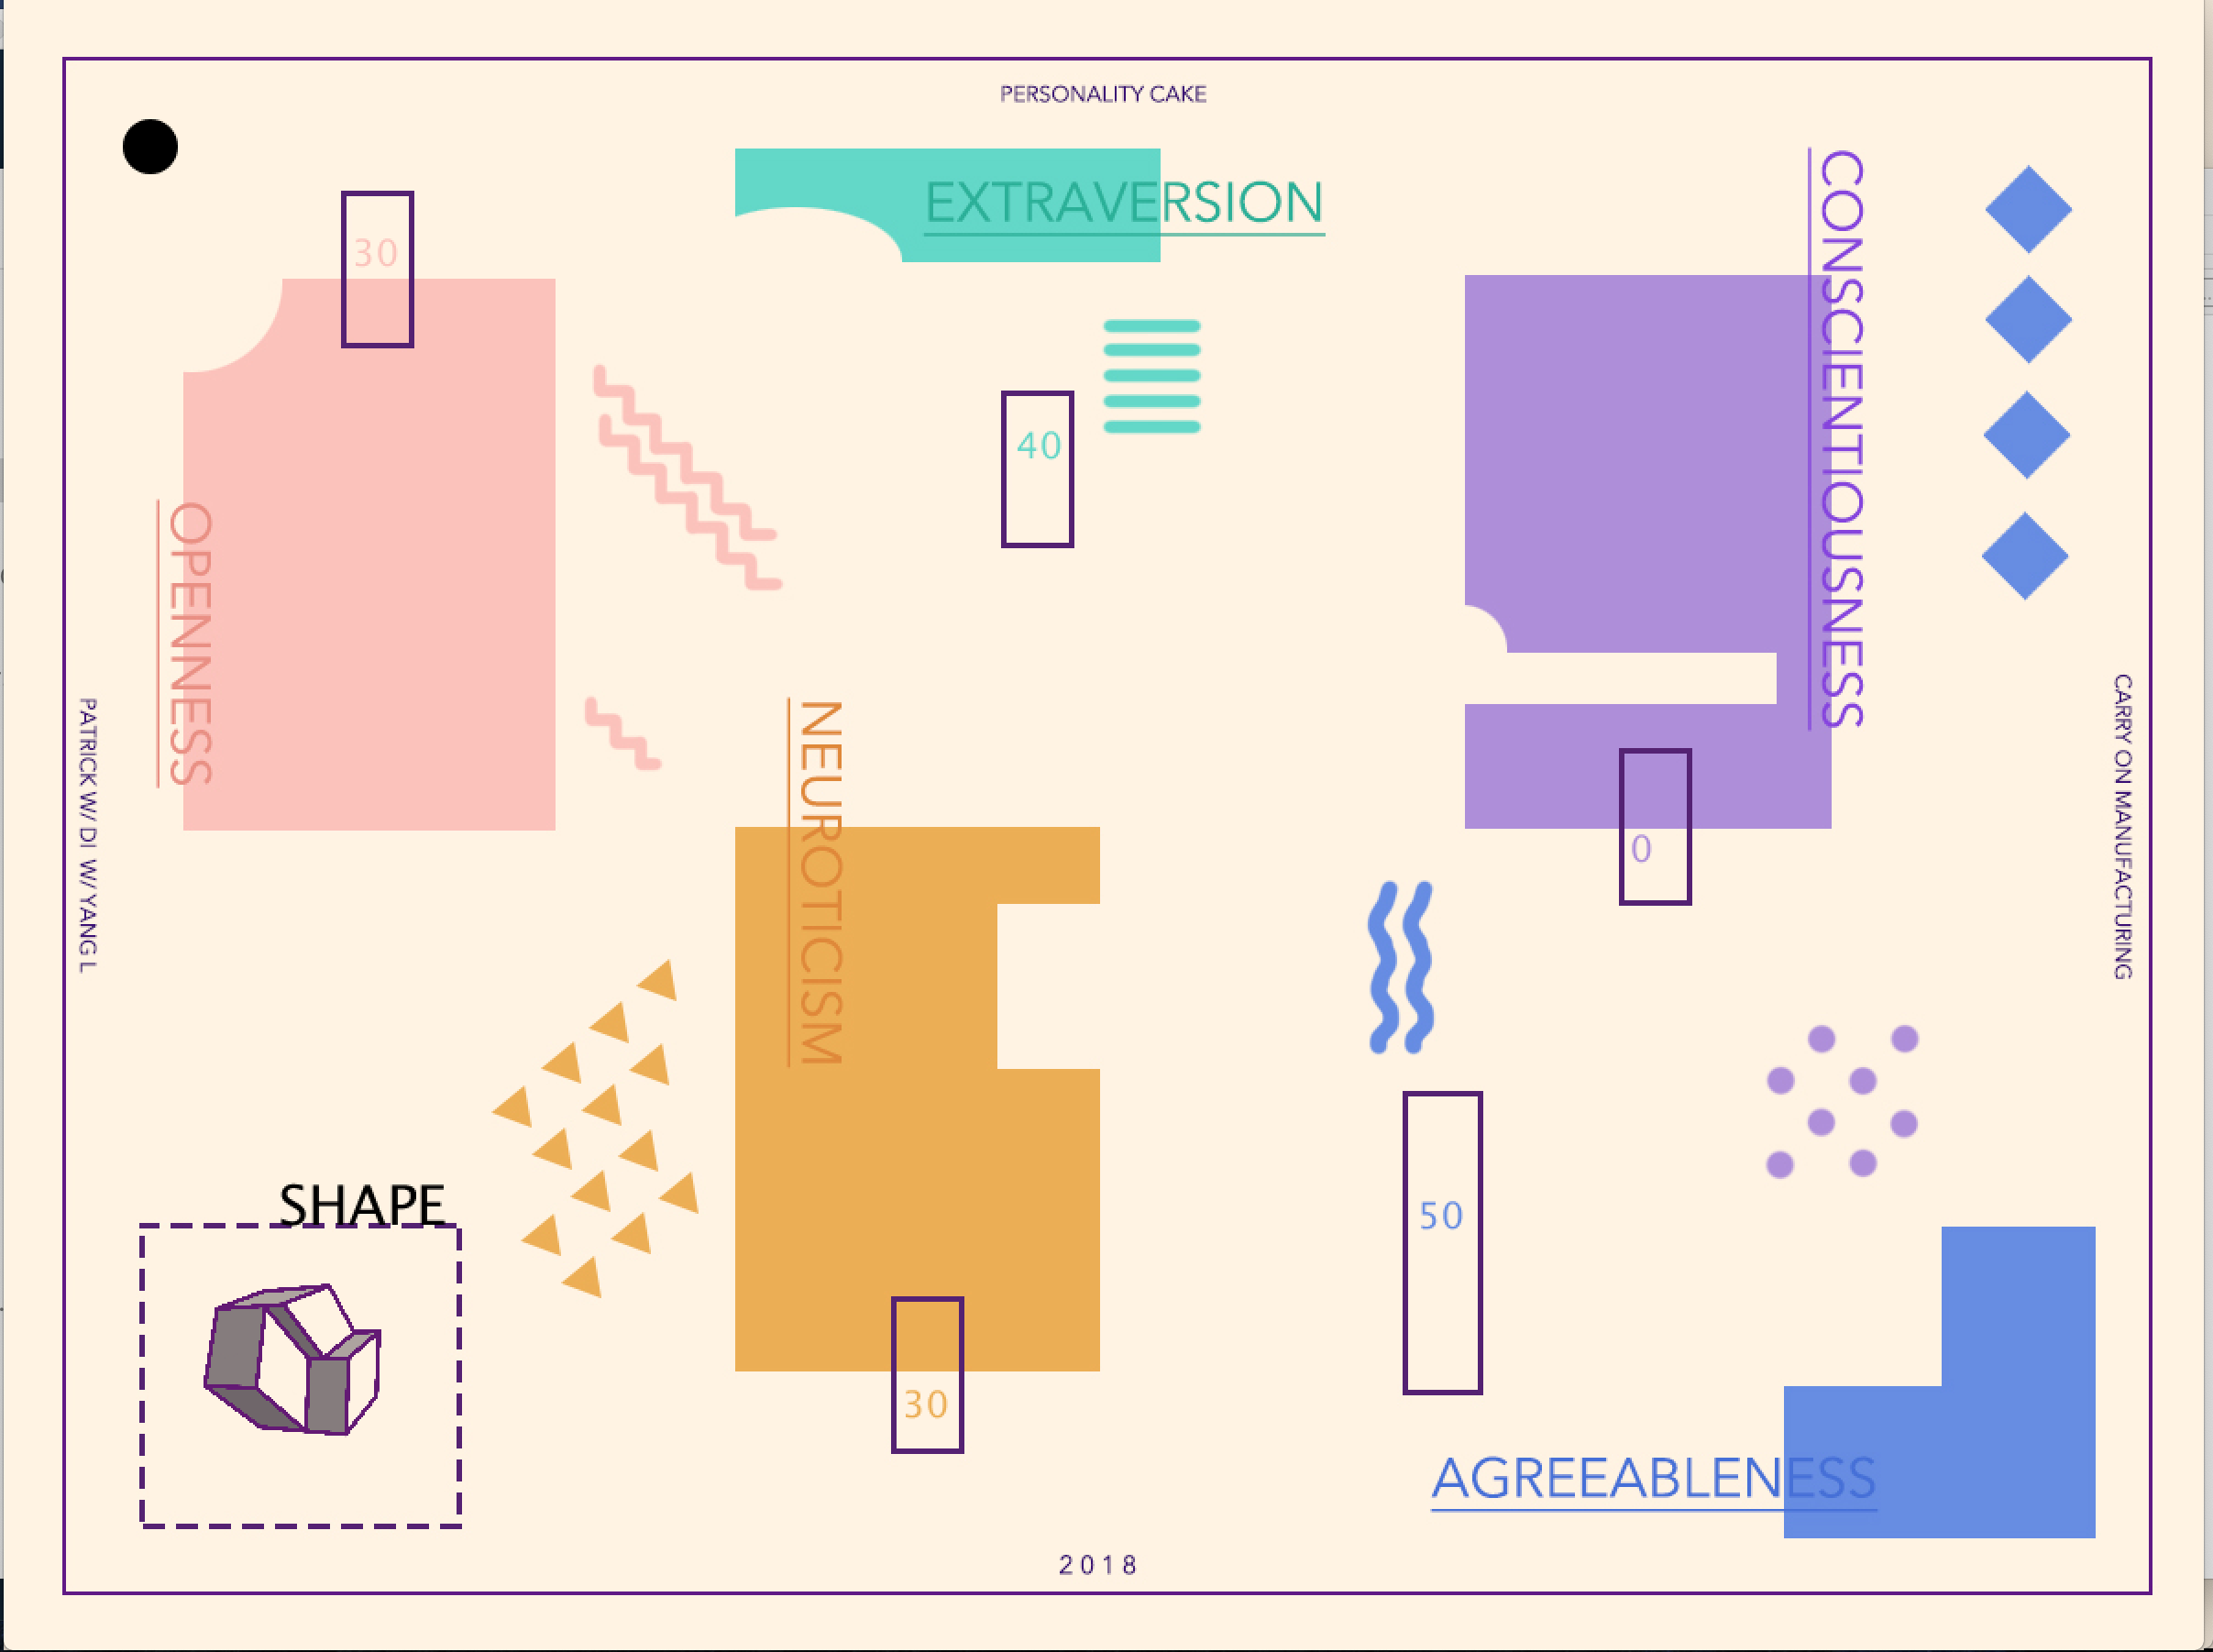 PERSONALITY CAKE
EXTRAVERSION
CONSCIENTIOUSNESS
30
40
OPENNESS
NEUROTICISM
PATRICK W/ DI W/ YANG L
CARRY ON MANUFACTURING
0
SHAPE
50
30
AGREEABLENESS
2018